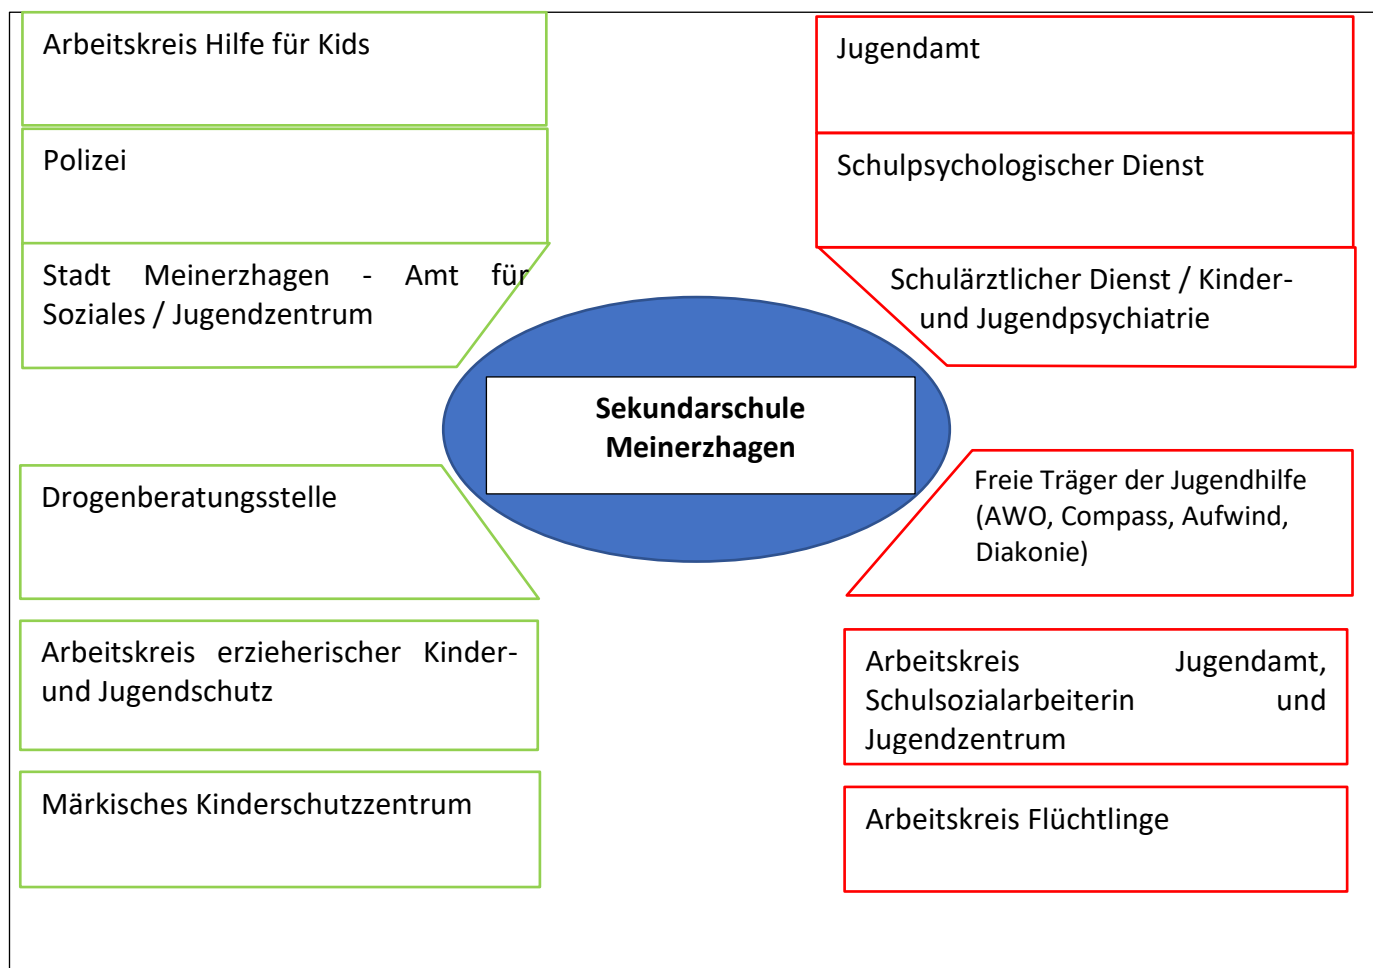 Arbeitskreis Hilfe für Kids
Polizei
Stadt Meinerzhagen - Amt für
Soziales / Jugendzentrum
Jugendamt
Schulpsychologischer Dienst
Schulärztlicher Dienst / Kinder-
und Jugendpsychiatrie
Sekundarschule
Meinerzhagen
Drogenberatungsstelle
Arbeitskreis erzieherischer Kinder-
und Jugendschutz
Märkisches Kinderschutzzentrum
Freie Träger der Jugendhilfe
(AWO, Compass, Aufwind,
Diakonie)
Arbeitskreis Jugendamt,
Schulsozialarbeiterin und
Jugendzentrum
Arbeitskreis Flüchtlinge